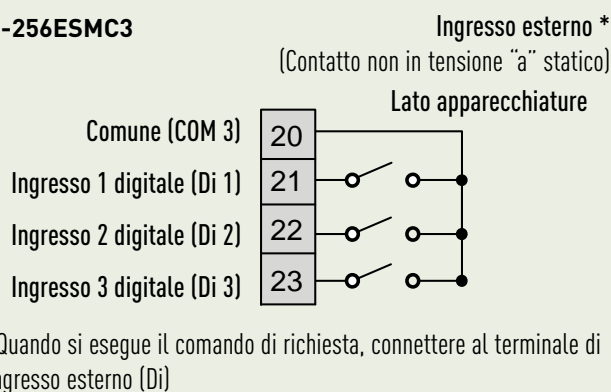 -256ESMC3
Ingresso esterno *
(Contatto non in tensione “a” statico)
Lato apparecchiature
Comune (COM 3) 20
Ingresso 1 digitale (Di 1) 21
Ingresso 2 digitale (Di 2) 22
Ingresso 3 digitale (Di 3) 23
Quando si esegue il comando di richiesta, connettere al terminale di
ngresso esterno (Di)